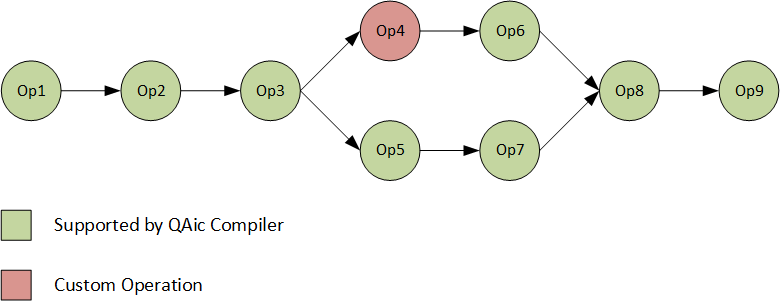 Op4
Op6
Op1
Op2
Op3
Op8
Op9
Op5
Op7
Supported by QAic Compiler
Custom Operation